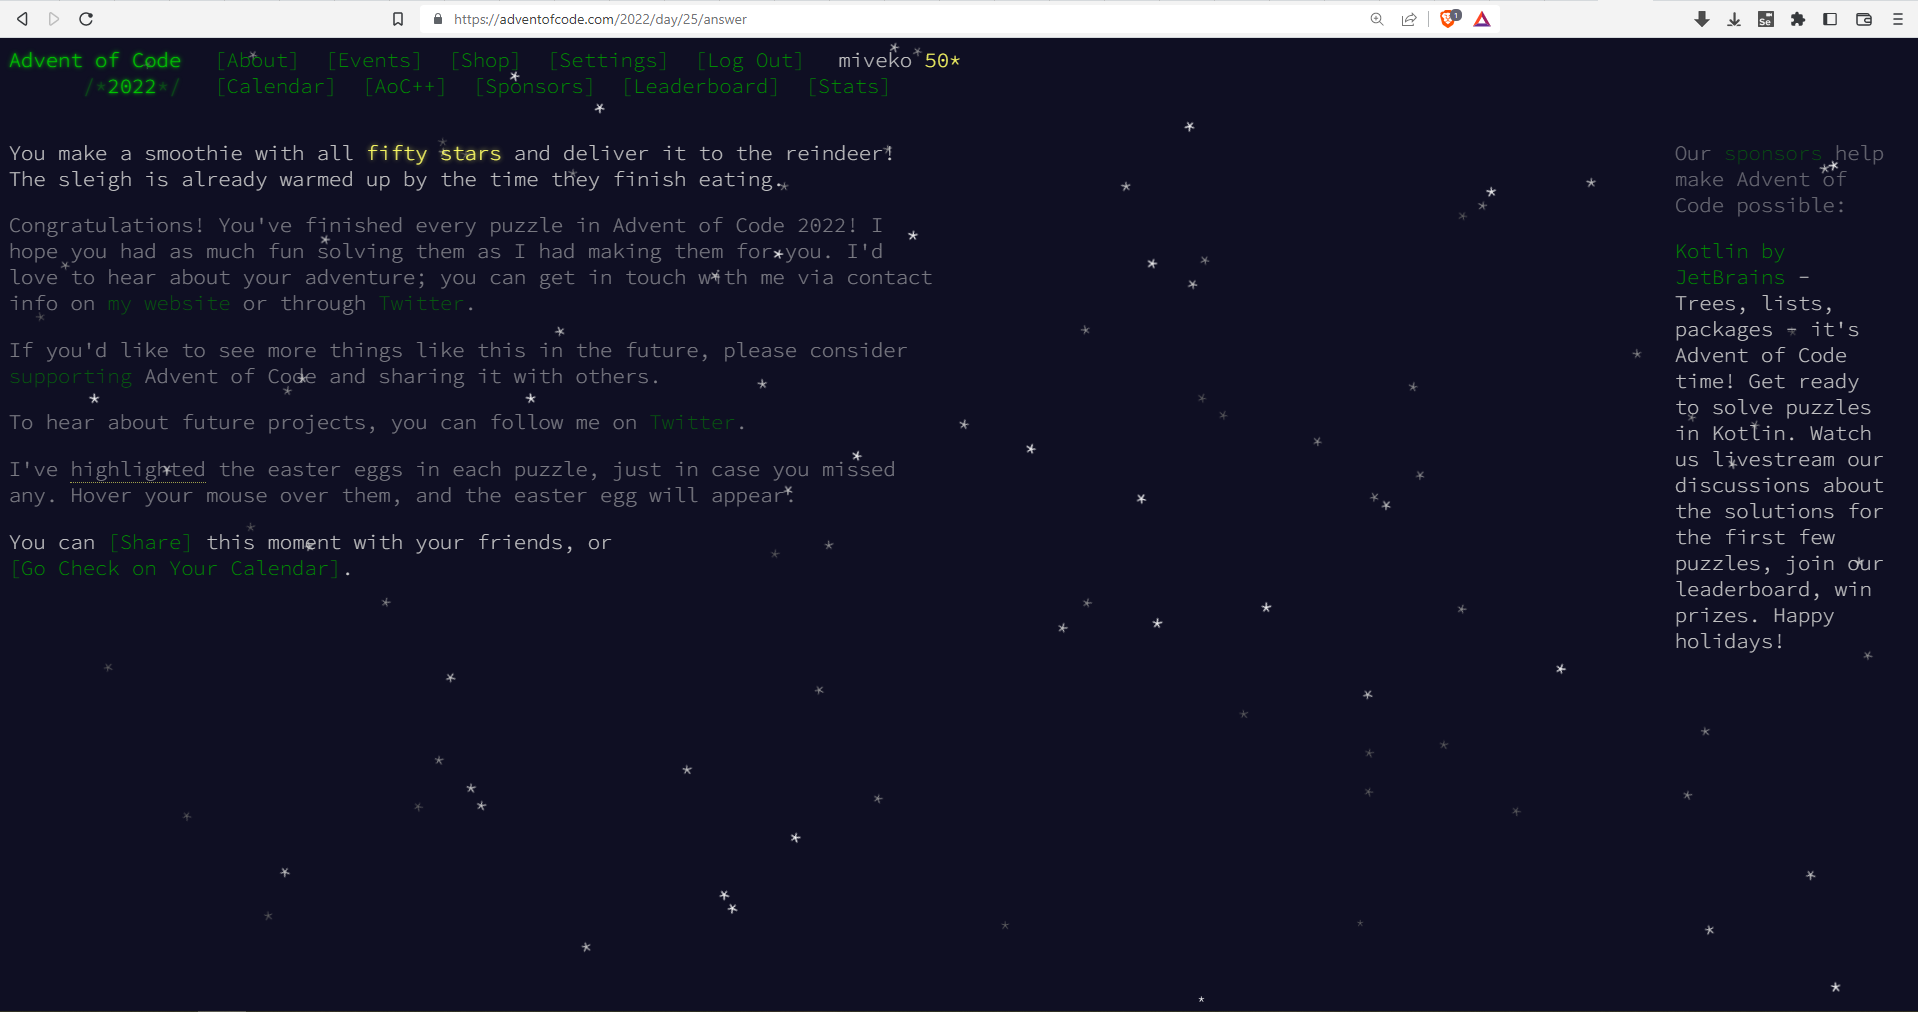 https://adventofcode.com/2022/day/25/answer
1
Se
Advent of Code [About] [Events] [Shop] [Settings] [Log Out] miveko 50*
/*2022*/ [Calendar] [AoC++] [Sponsors] [Leaderboard] [Stats]
You make a smoothie with all fifty stars and deliver it to the reindeer!
The sleigh is already warmed up by the time they finish eating.
Congratulations! You've finished every puzzle in Advent of Code 2022! I
hope you had as much fun solving them as I had making them for you. I'd
love to hear about your adventure; you can get in touch with me via contact
info on my website or through Twitter.
If you'd like to see more things like this in the future, please consider
supporting Advent of Code and sharing it with others.
To hear about future projects, you can follow me on Twitter.
I've highlighted the easter eggs in each puzzle, just in case you missed
any. Hover your mouse over them, and the easter egg will appear.
You can [Share] this moment with your friends, or
[Go Check on Your Calendar].
Our sponsors help
make Advent of
Code possible:
Kotlin by
JetBrains -
Trees, lists,
packages - it's
Advent of Code
time! Get ready
to solve puzzles
in Kotlin. Watch
us livestream our
discussions about
the solutions for
the first few
puzzles, join our
leaderboard, win
prizes. Happy
holidays!